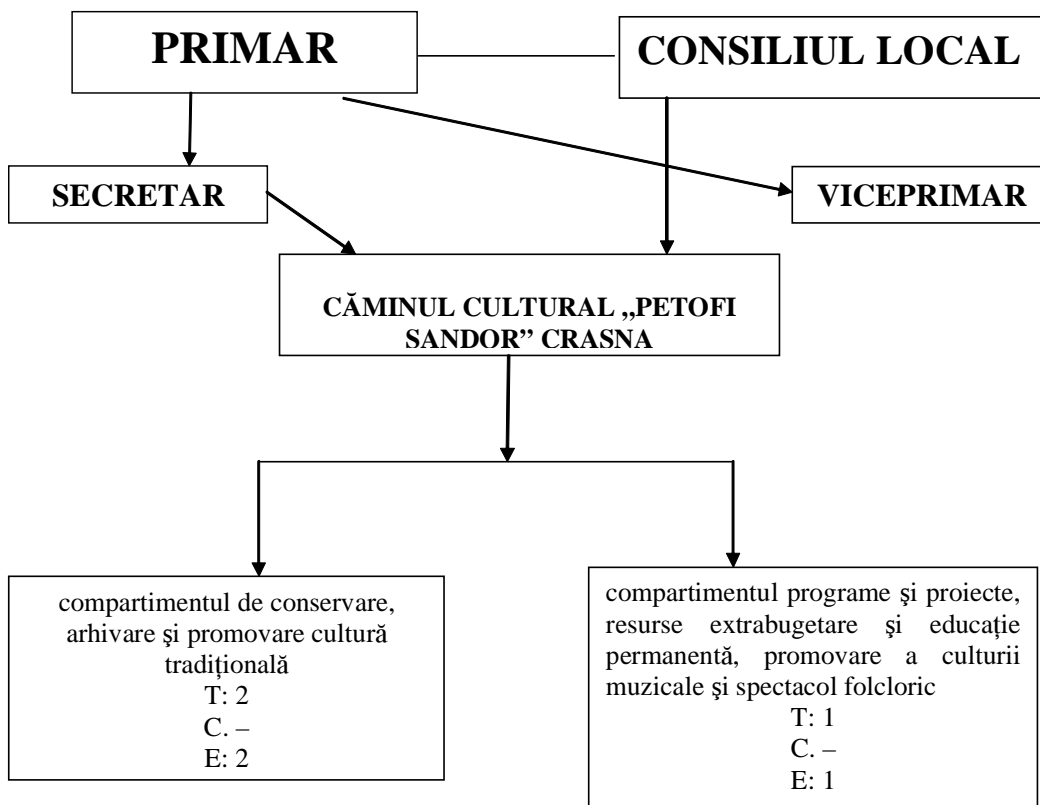 PRIMAR
CONSILIUL LOCAL
SECRETAR
VICEPRIMAR
CĂMINUL CULTURAL „PETOFI
SANDOR” CRASNA
compartimentul de conservare,
arhivare şi promovare cultură
tradițională
T: 2
C. –
E: 2
compartimentul programe şi proiecte,
resurse extrabugetare şi educație
permanentă, promovare a culturii
muzicale şi spectacol folcloric
T: 1
C. –
E: 1